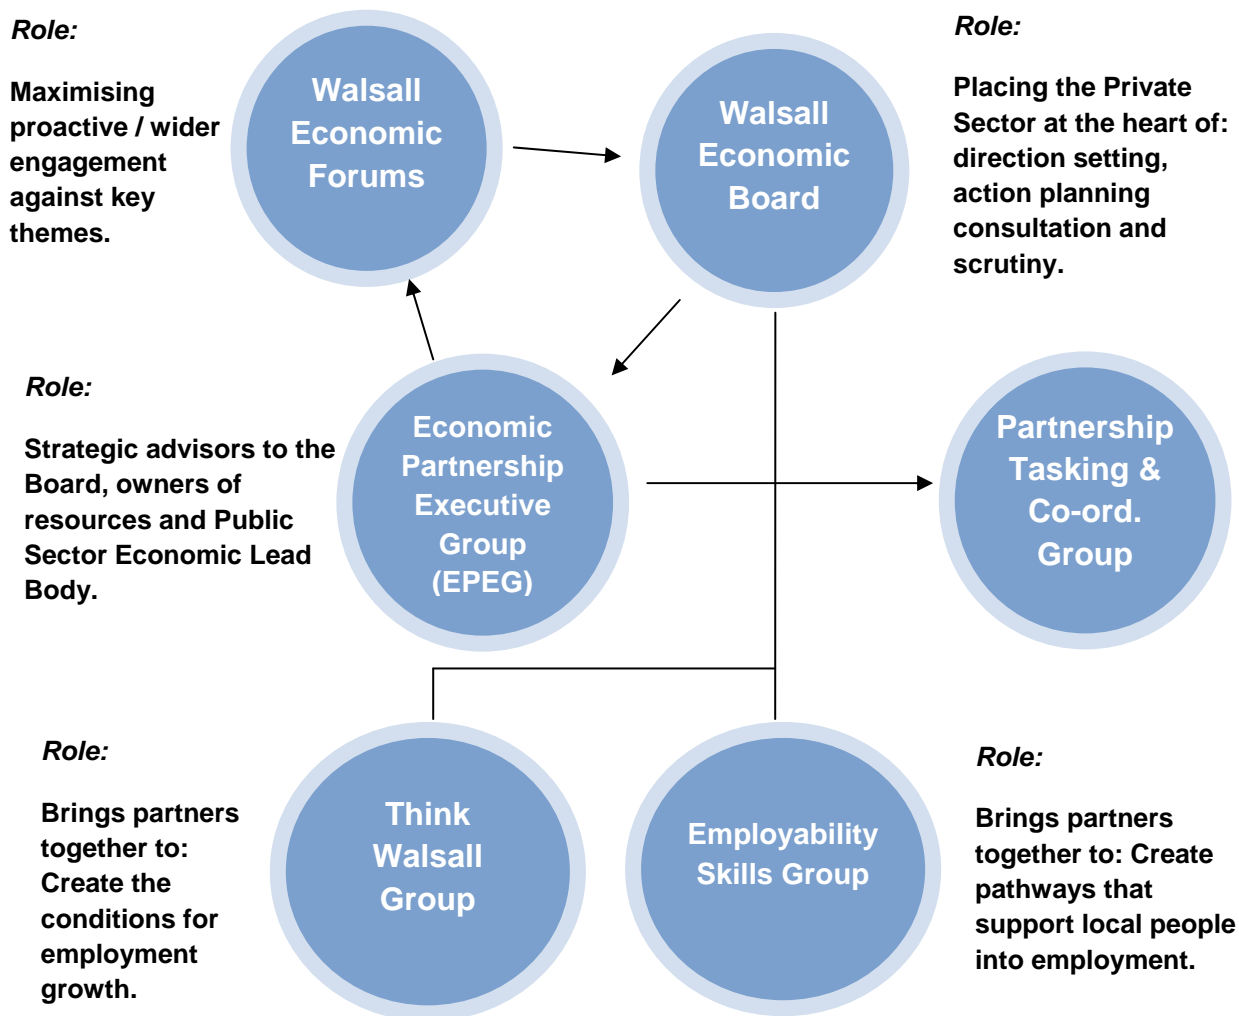 Role:
Maximising
proactive / wider
engagement
against key
themes.
Walsall
Economic
Forums
Walsall
Economic
Board
Role:
Placing the Private
Sector at the heart of:
direction setting,
action planning
consultation and
scrutiny.
Role:
Strategic advisors to the
Board, owners of
resources and Public
Sector Economic Lead
Body.
Economic
Partnership
Executive
Group
(EPEG)
Partnership
Tasking &
Co-ord.
Group
Role:
Brings partners
together to:
Create the
conditions for
employment
growth.
Think
Walsall
Group
Employability
Skills Group
Role:
Brings partners
together to: Create
pathways that
support local people
into employment.